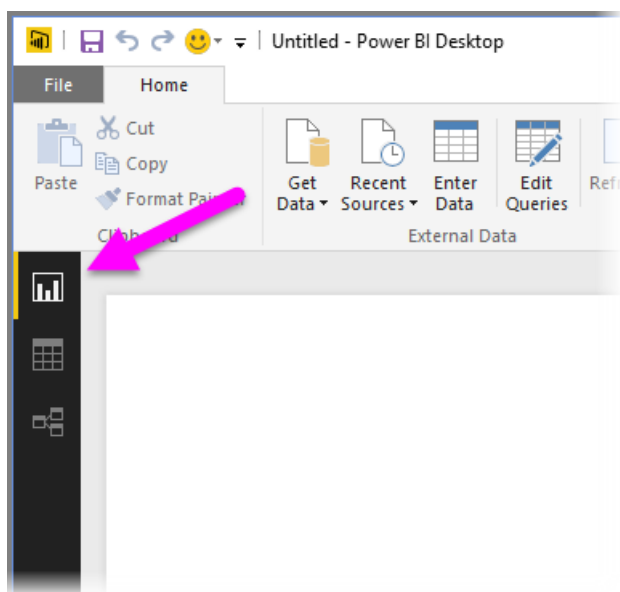 Untitled - Power BI Desktop
File Home
Cut
Copy
Paste
Format
Get Data
Recent Sources
Enter Data
Edit Queries
External Data